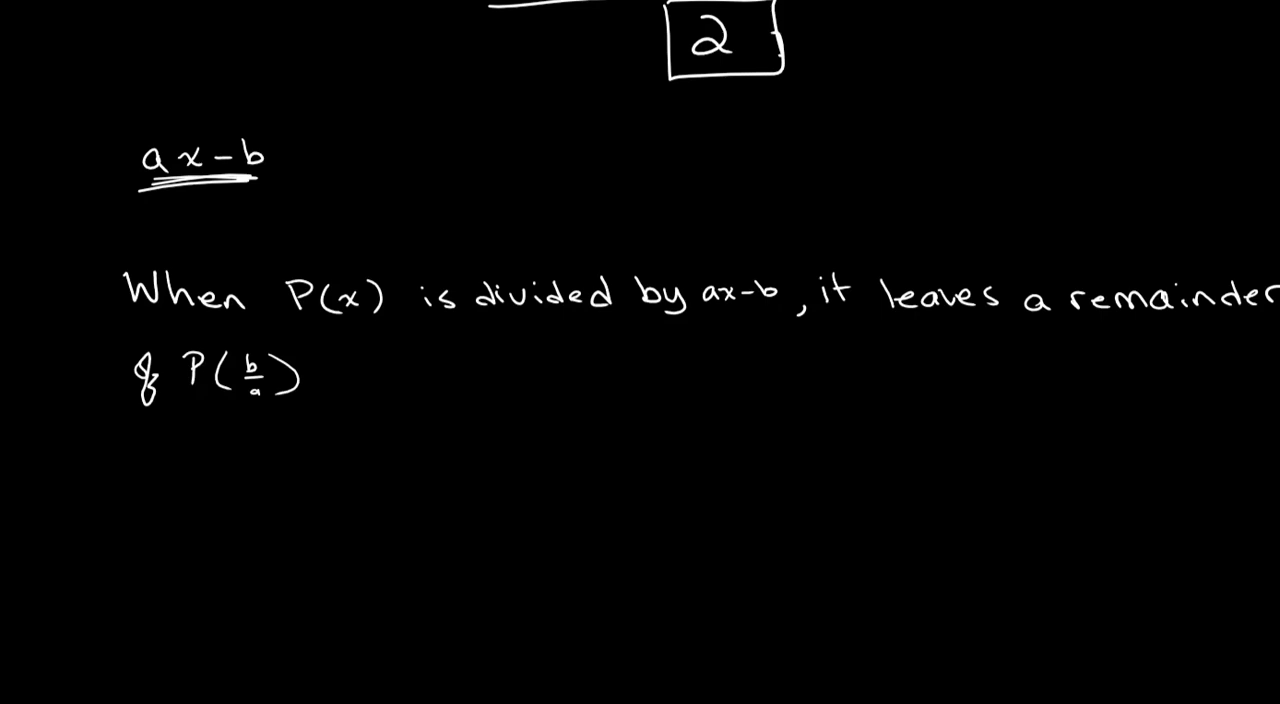 2
ax-b
When P(x) is divided by ax-b, it leaves a remainder
of P(b/a)